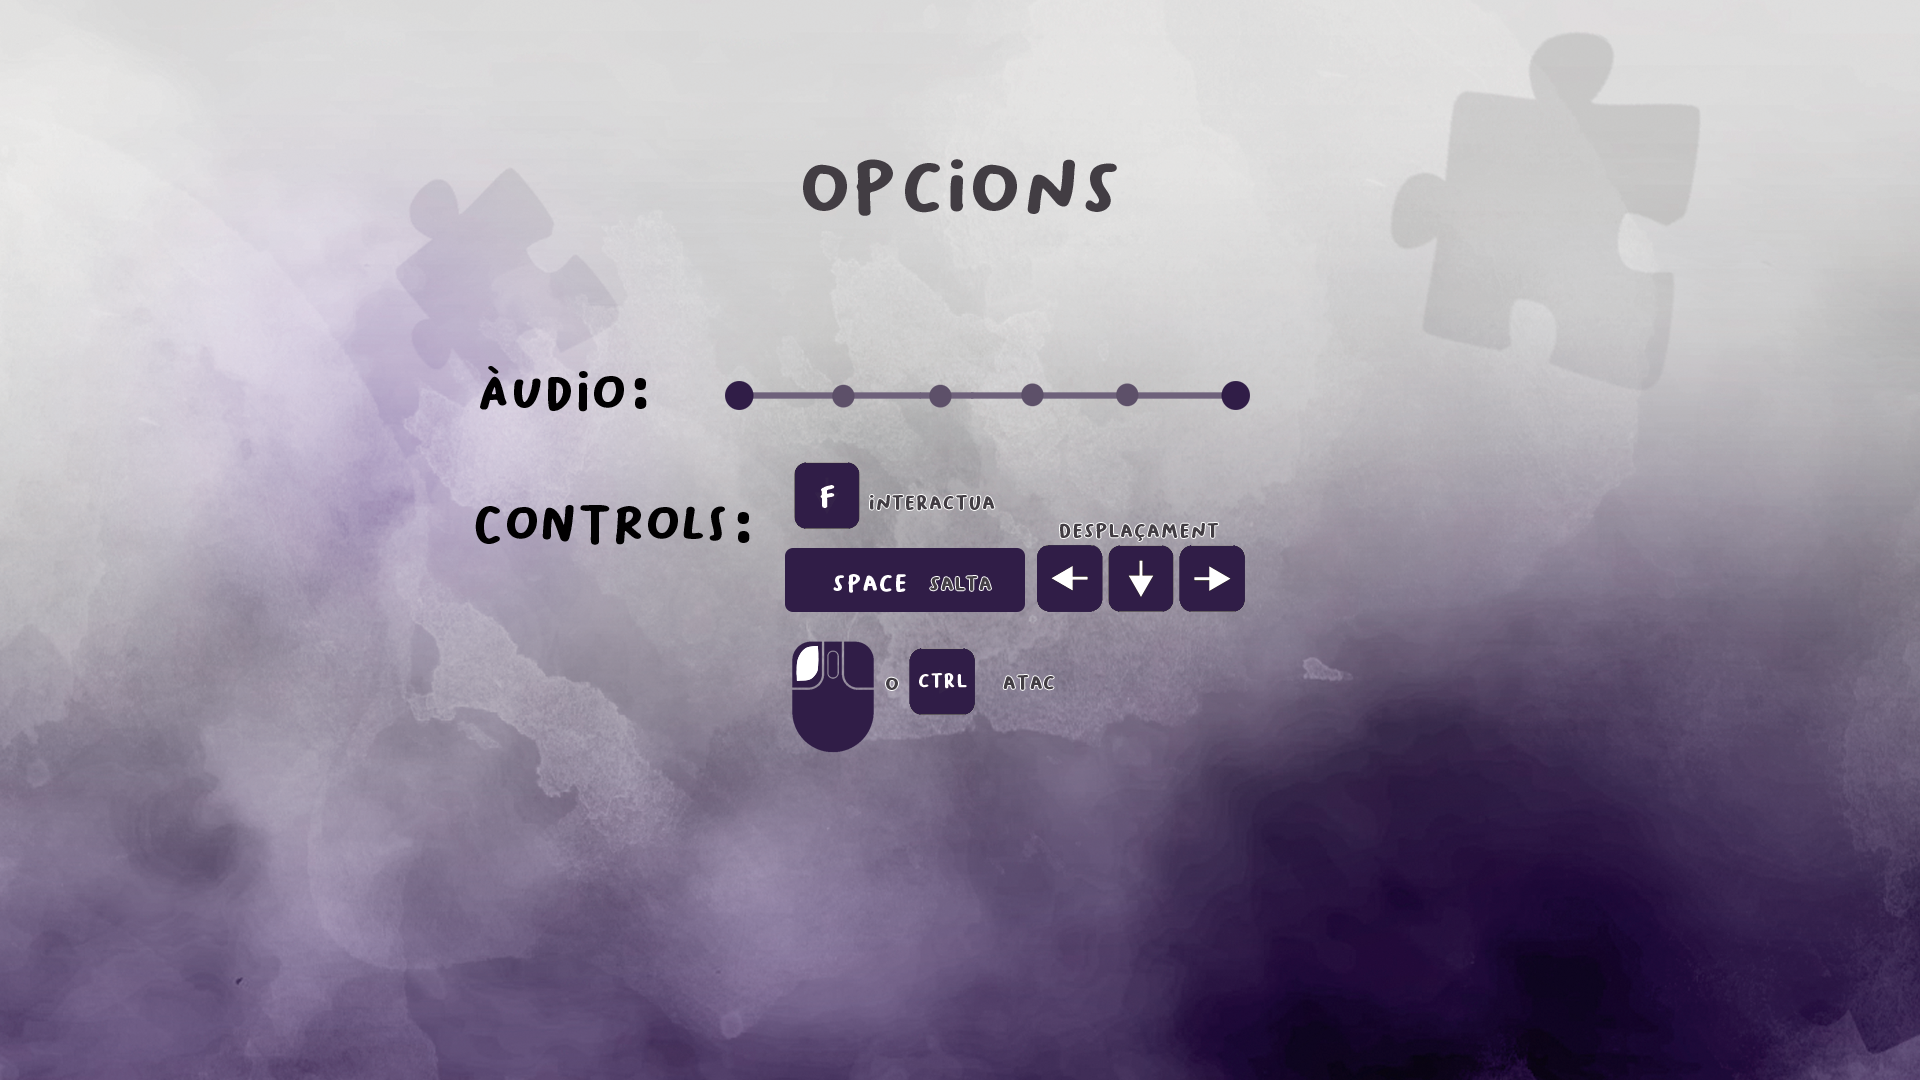 OPCIONS
ÀUDIO:
CONTROLS:
F INTERACTUA
DESPLAÇAMENT
SPACE SALTA
O CTRL ATAC